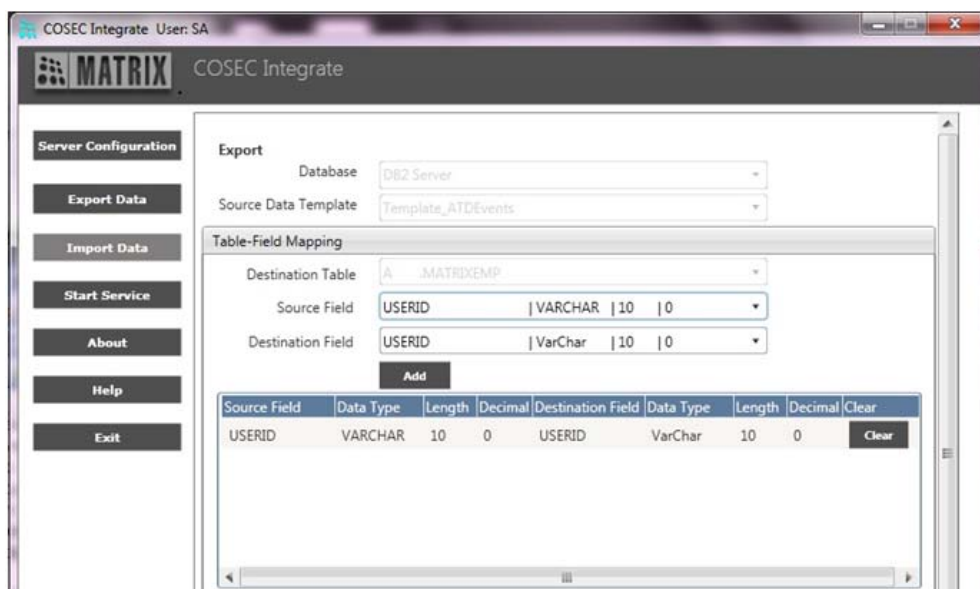 COSEC Integrate User: SA
MATRIX COSEC Integrate
Server Configuration
Export Data
Import Data
Start Service
About
Help
Exit
Export
Database DB2 Server
Source Data Template Template_ATDEvents
Table-Field Mapping
Destination Table A .MATRIXEMP
Source Field USERID | VARCHAR | 10 | 0
Destination Field USERID | VarChar | 10 | 0
Add
Source Field Data Type Length Decimal Destination Field Data Type Length Decimal Clear
USERID VARCHAR 10 0 USERID VarChar 10 0 Clear